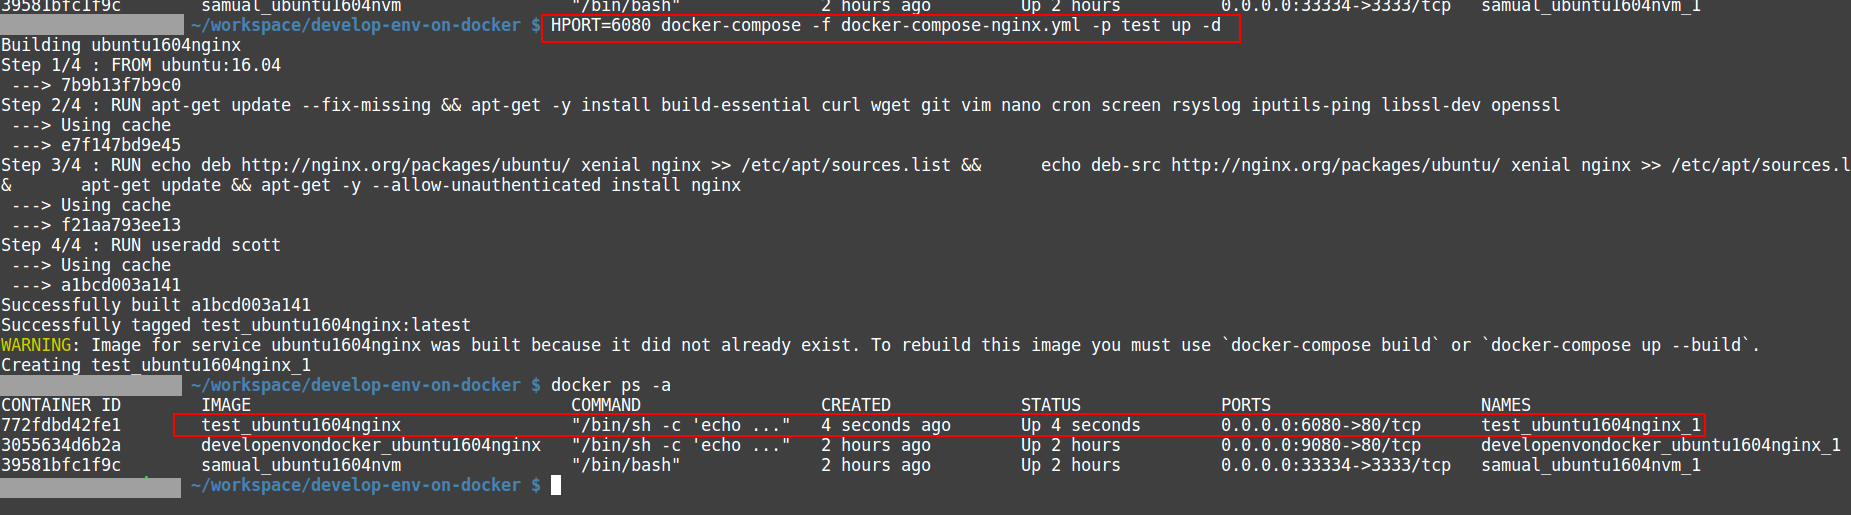 39581bfc1f9c        samual_ubuntu1604nvm                 "/bin/bash"              2 hours ago         Up 2 hours          0.0.0.0:33334->3333/tcp   samual_ubuntu1604nvm_1
~/workspace/develop-env-on-docker $ HPORT=6080 docker-compose -f docker-compose-nginx.yml -p test up -d
Building ubuntu1604nginx
Step 1/4 : FROM ubuntu:16.04
 ---> 7b9b13f7b9c0
Step 2/4 : RUN apt-get update --fix-missing && apt-get -y install build-essential curl wget git vim nano cron screen rsyslog iputils-ping libssl-dev openssl
 ---> Using cache
 ---> e7f147bd9e45
Step 3/4 : RUN echo deb http://nginx.org/packages/ubuntu/ xenial nginx >> /etc/apt/sources.list &&      echo deb-src http://nginx.org/packages/ubuntu/ xenial nginx >> /etc/apt/sources.l
&       apt-get update && apt-get -y --allow-unauthenticated install nginx
 ---> Using cache
 ---> f21aa793ee13
Step 4/4 : RUN useradd scott
 ---> Using cache
 ---> a1bcd003a141
Successfully built a1bcd003a141
Successfully tagged test_ubuntu1604nginx:latest
WARNING: Image for service ubuntu1604nginx was built because it did not already exist. To rebuild this image you must use `docker-compose build` or `docker-compose up --build`.
Creating test_ubuntu1604nginx_1
~/workspace/develop-env-on-docker $ docker ps -a
CONTAINER ID        IMAGE                                COMMAND                  CREATED             STATUS              PORTS                     NAMES
772fdbd42fe1        test_ubuntu1604nginx                 "/bin/sh -c 'echo ..."   4 seconds ago       Up 4 seconds        0.0.0.0:6080->80/tcp      test_ubuntu1604nginx_1
3055634d6b2a        developenvondocker_ubuntu1604nginx   "/bin/sh -c 'echo ..."   2 hours ago         Up 2 hours          0.0.0.0:9080->80/tcp      developenvondocker_ubuntu1604nginx_1
39581bfc1f9c        samual_ubuntu1604nvm                 "/bin/bash"              2 hours ago         Up 2 hours          0.0.0.0:33334->3333/tcp   samual_ubuntu1604nvm_1
~/workspace/develop-env-on-docker $